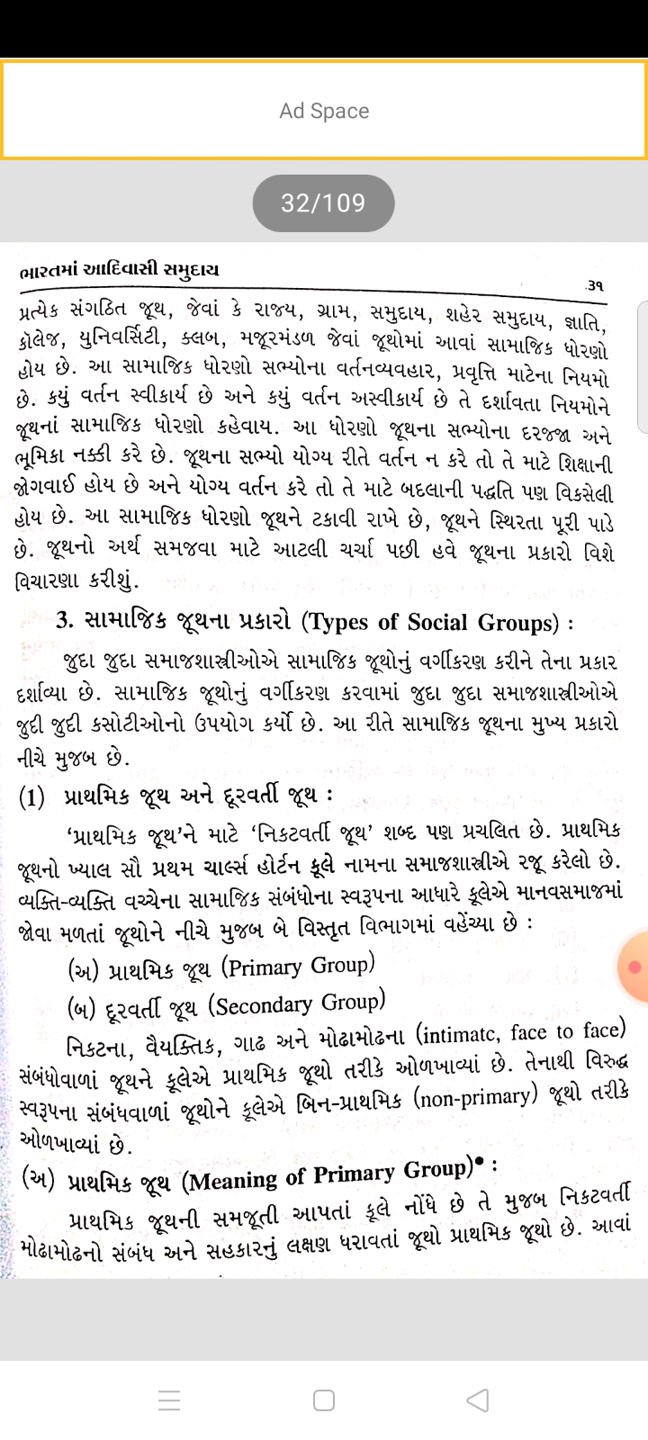 Ad Space
32/109
ભારતમાં આદિવાસી સમુદાય
૩૧
પ્રત્યેક સંગઠિત જૂથ, જેવાં કે રાજ્ય, ગ્રામ, સમુદાય, શહેર સમુદાય, જ્ઞાતિ,
કૉલેજ, યુનિવર્સિટી, ક્લબ, મજૂરમંડળ જેવાં જૂથોમાં આવાં સામાજિક ધોરણો
હોય છે. આ સામાજિક ધોરણો સભ્યોના વર્તનવ્યવહાર, પ્રવૃત્તિ માટેના નિયમો
છે. કયું વર્તન સ્વીકાર્ય છે અને કયું વર્તન અસ્વીકાર્ય છે તે દર્શાવતા નિયમોને
જૂથનાં સામાજિક ધોરણો કહેવાય. આ ધોરણો જૂથના સભ્યોના દરજ્જા અને
ભૂમિકા નક્કી કરે છે. જૂથના સભ્યો યોગ્ય રીતે વર્તન ન કરે તો તે માટે શિક્ષાની
જોગવાઈ હોય છે અને યોગ્ય વર્તન કરે તો તે માટે બદલાની પદ્ધતિ પણ વિકસેલી
હોય છે. આ સામાજિક ધોરણો જૂથને ટકાવી રાખે છે, જૂથને સ્થિરતા પૂરી પાડે
છે. જૂથનો અર્થ સમજવા માટે આટલી ચર્ચા પછી હવે જૂથના પ્રકારો વિશે
વિચારણા કરીશું.
3. સામાજિક જૂથના પ્રકારો (Types of Social Groups) :
જુદા જુદા સમાજશાસ્ત્રીઓએ સામાજિક જૂથોનું વર્ગીકરણ કરીને તેના પ્રકાર
દર્શાવ્યા છે. સામાજિક જૂથોનું વર્ગીકરણ કરવામાં જુદા જુદા સમાજશાસ્ત્રીઓએ
જુદી જુદી કસોટીઓનો ઉપયોગ કર્યો છે. આ રીતે સામાજિક જૂથના મુખ્ય પ્રકારો
નીચે મુજબ છે.
(1) પ્રાથમિક જૂથ અને દૂરવર્તી જૂથ :
‘પ્રાથમિક જૂથ’ને માટે ‘નિકટવર્તી જૂથ’ શબ્દ પણ પ્રચલિત છે. પ્રાથમિક
જૂથનો ખ્યાલ સૌ પ્રથમ ચાર્લ્સ હોર્ટન કૂલે નામના સમાજશાસ્ત્રીએ રજૂ કરેલો છે.
વ્યક્તિ-વ્યક્તિ વચ્ચેના સામાજિક સંબંધોના સ્વરૂપના આધારે કૂલેએ માનવસમાજમાં
જોવા મળતાં જૂથોને નીચે મુજબ બે વિસ્તૃત વિભાગમાં વહેંચ્યા છે :
(અ) પ્રાથમિક જૂથ (Primary Group)
(બ) દૂરવર્તી જૂથ (Secondary Group)
નિકટના, વૈયક્તિક, ગાઢ અને મોઢામોઢના (intimatc, face to face)
સંબંધોવાળાં જૂથને કૂલેએ પ્રાથમિક જૂથો તરીકે ઓળખાવ્યાં છે. તેનાથી વિરુદ્ધ
સ્વરૂપના સંબંધવાળાં જૂથોને કૂલેએ બિન-પ્રાથમિક (non-primary) જૂથો તરીકે
ઓળખાવ્યાં છે.
(અ) પ્રાથમિક જૂથ (Meaning of Primary Group)• :
પ્રાથમિક જૂથની સમજૂતી આપતાં કૂલે નોંધે છે તે મુજબ નિકટવર્તી
મોઢામોઢનો સંબંધ અને સહકારનું લક્ષણ ધરાવતાં જૂથો પ્રાથમિક જૂથો છે. આવાં